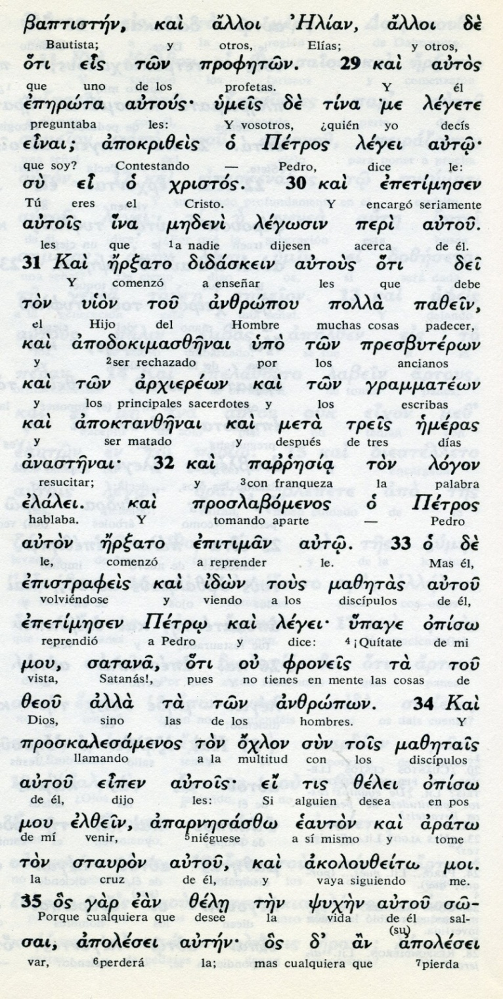 βαπτιστήν, καὶ ἄλλοι Ἠλίαν, ἄλλοι δὲ
Bautista; y otros, Elías; y otros,
ὅτι εἷς τῶν προφητῶν. 29 καὶ αὐτὸς
que uno de los profetas. Y él
ἐπηρώτα αὐτούς· ὑμεῖς δὲ τίνα με λέγετε
preguntaba les: Y vosotros, ¿quién yo decís
εἶναι; ἀποκριθεὶς ὁ Πέτρος λέγει αὐτῷ·
que soy? Contestando — Pedro, dice le:
σὺ εἶ ὁ χριστός. 30 καὶ ἐπετίμησεν
Tú eres el Cristo. Y encargó seriamente
αὐτοῖς ἵνα μηδενὶ λέγωσιν περὶ αὐτοῦ.
les que 1a nadie dijesen acerca de él.
31 Καὶ ἤρξατο διδάσκειν αὐτοὺς ὅτι δεῖ
Y comenzó a enseñar les que debe
τὸν υἱὸν τοῦ ἀνθρώπου πολλὰ παθεῖν,
el Hijo del Hombre muchas cosas padecer,
καὶ ἀποδοκιμασθῆναι ὑπὸ τῶν πρεσβυτέρων
y 2ser rechazado por los ancianos
καὶ τῶν ἀρχιερέων καὶ τῶν γραμματέων
y los principales sacerdotes y los escribas
καὶ ἀποκτανθῆναι καὶ μετὰ τρεῖς ἡμέρας
y ser matado y después de tres días
ἀναστῆναι· 32 καὶ παρρησίᾳ τὸν λόγον
resucitar; y 3con franqueza la palabra
ἐλάλει. καὶ προσλαβόμενος ὁ Πέτρος
hablaba. Y tomando aparte — Pedro
αὐτὸν ἤρξατο ἐπιτιμᾶν αὐτῷ. 33 ὁ δὲ
le, comenzó a reprender le. Mas él,
ἐπιστραφεὶς καὶ ἰδὼν τοὺς μαθητὰς αὐτοῦ
volviéndose y viendo a los discípulos de él,
ἐπετίμησεν Πέτρῳ καὶ λέγει· ὕπαγε ὀπίσω
reprendió a Pedro y dice: 4 ¡Quítate de mi
μου, σατανᾶ, ὅτι οὐ φρονεῖς τὰ τοῦ
vista, Satanás!, pues no tienes en mente las cosas de
θεοῦ ἀλλὰ τὰ τῶν ἀνθρώπων. 34 Καὶ
Dios, sino las de los hombres. Y
προσκαλεσάμενος τὸν ὄχλον σὺν τοῖς μαθηταῖς
llamando a la multitud con los discípulos
αὐτοῦ εἶπεν αὐτοῖς· εἴ τις θέλει ὀπίσω
de él, dijo les: Si alguien desea en pos
μου ἐλθεῖν, ἀπαρνησάσθω ἑαυτὸν καὶ ἀράτω
de mí venir, 5niéguese a sí mismo y tome
τὸν σταυρὸν αὐτοῦ, καὶ ἀκολουθείτω μοι.
la cruz de él, y vaya siguiendo me.
35 ὃς γὰρ ἐὰν θέλῃ τὴν ψυχὴν αὐτοῦ σῶ-
Porque cualquiera que desee la vida de él sal-
(su)
σαι, ἀπολέσει αὐτήν· ὃς δ' ἂν ἀπολέσει
var, 6perderá la; mas cualquiera que 7pierda